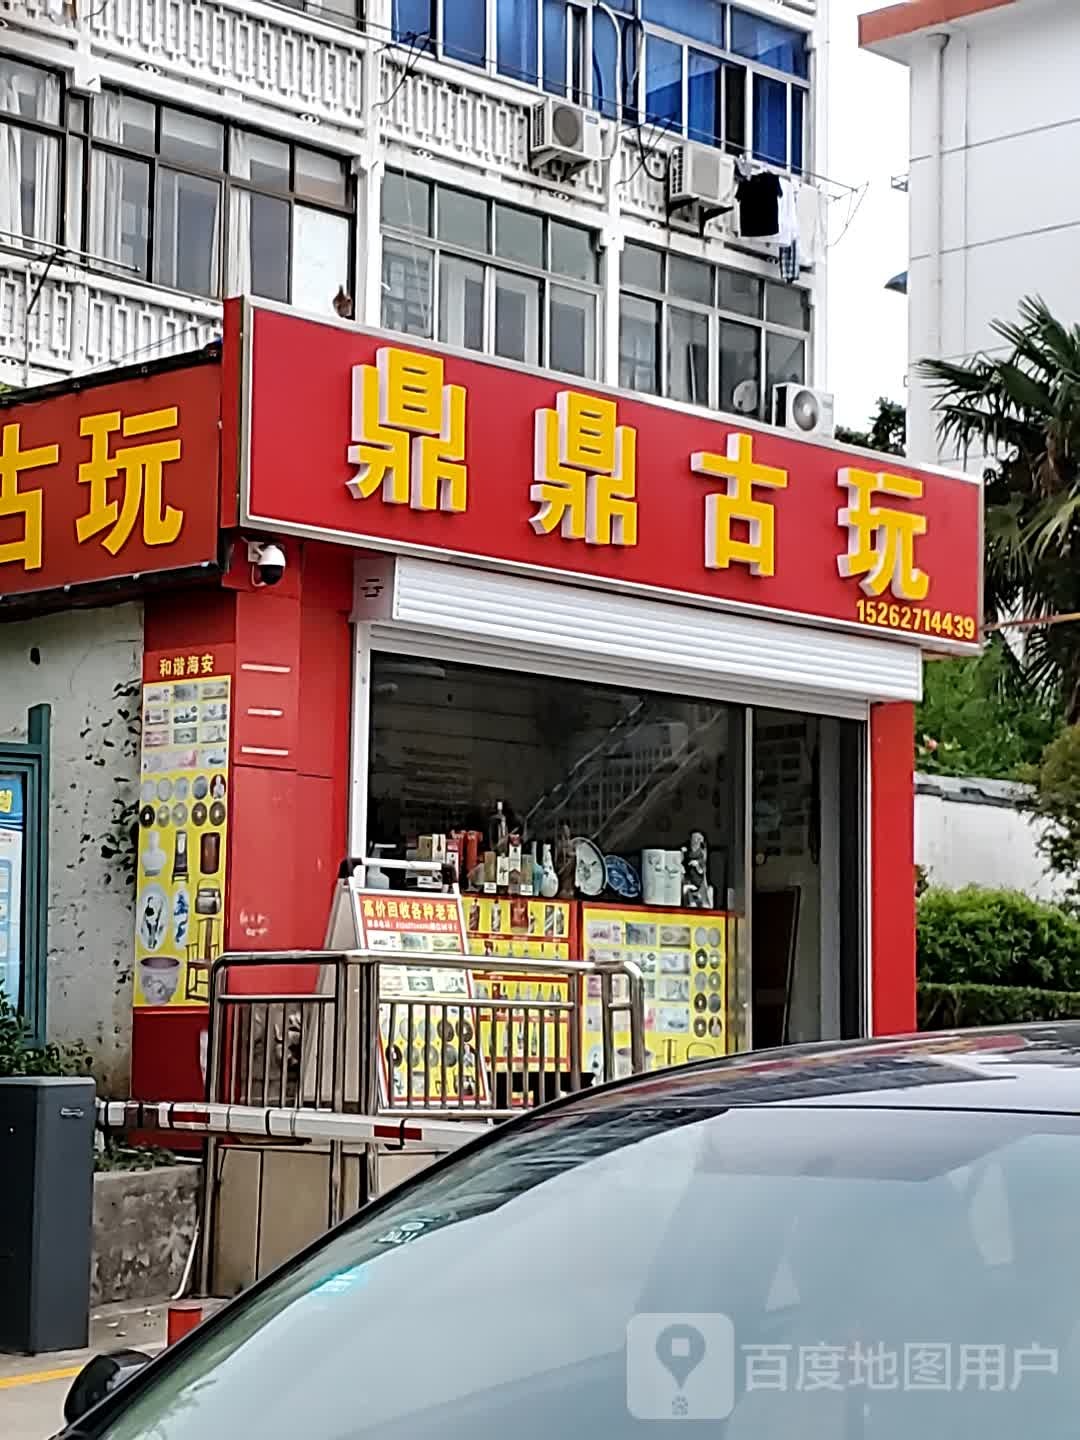 鼎鼎古玩
15262714439
古玩
和谐海安
高价回收各种老酒
百度地图用户